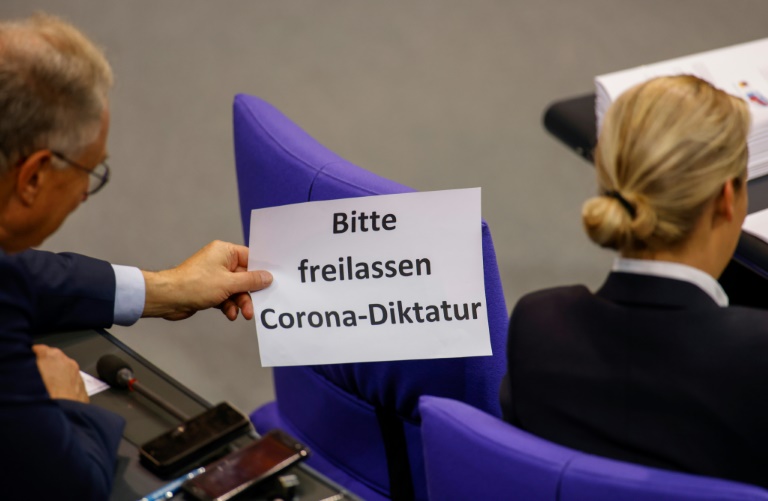 Bitte
freilassen
Corona-Diktatur